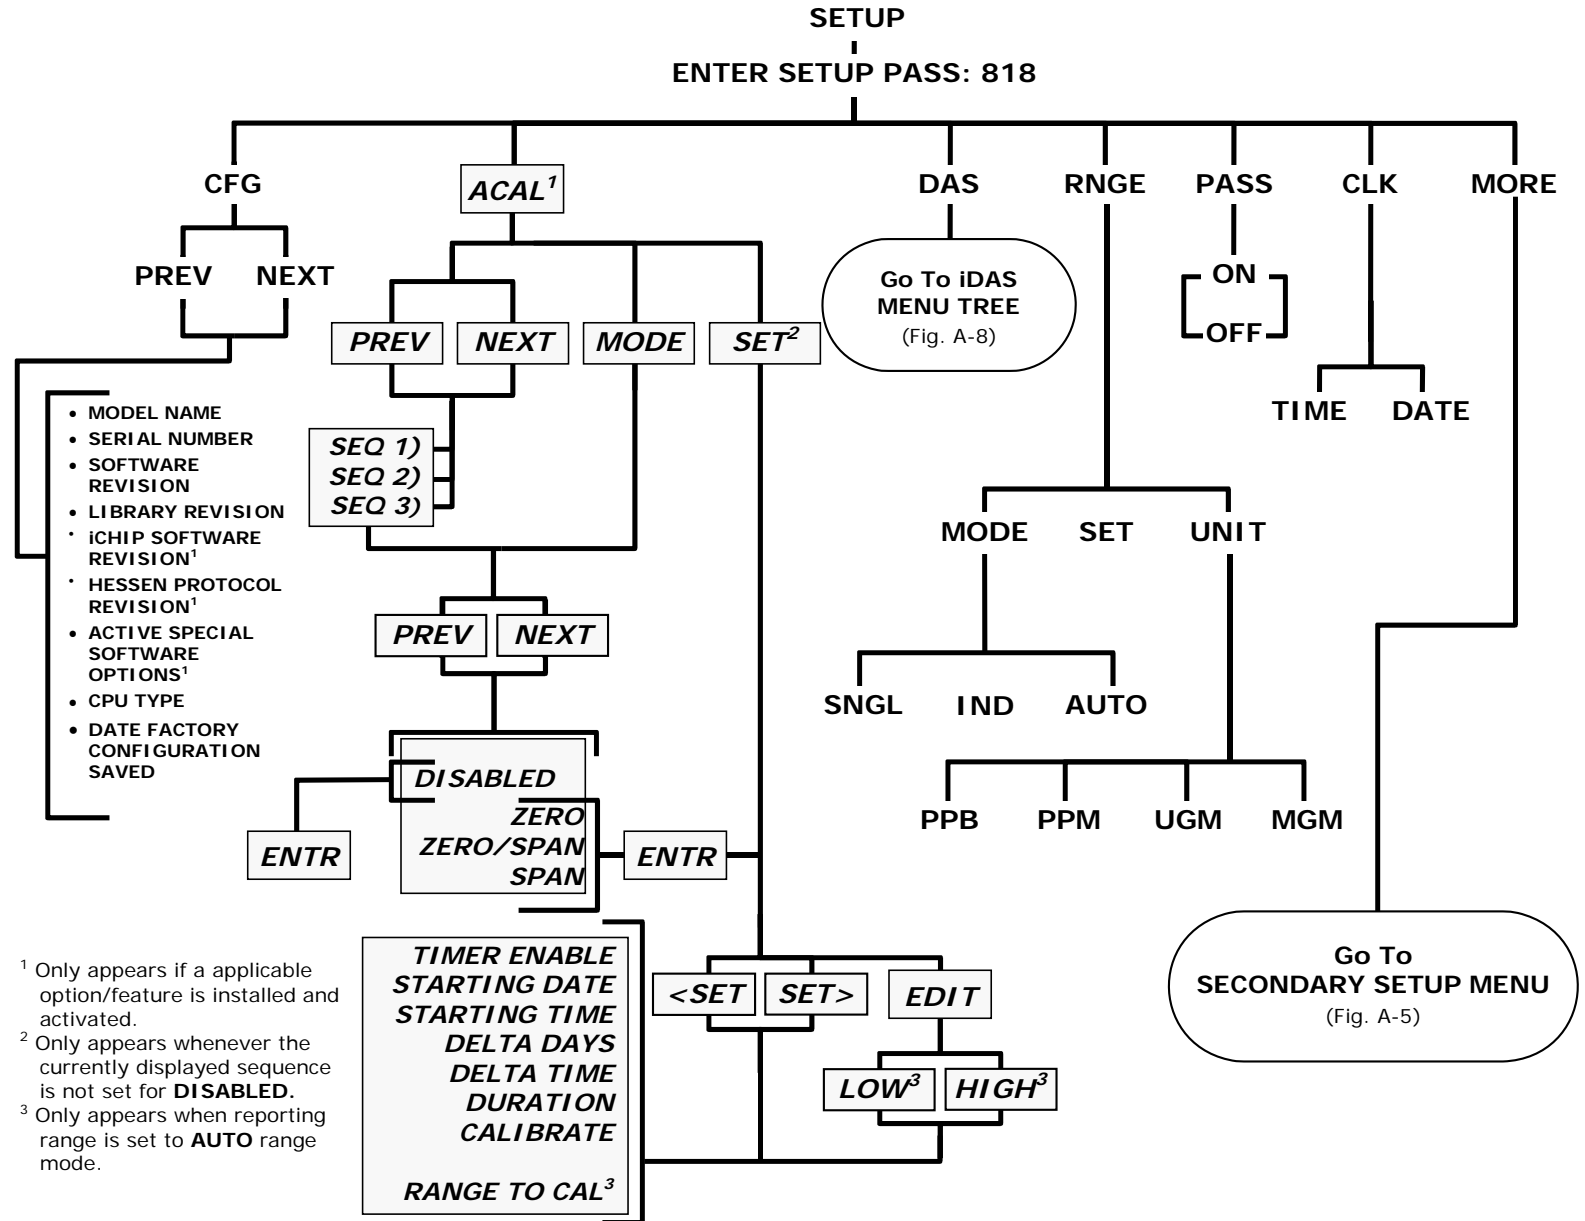 SETUP
ENTER SETUP PASS: 818
CFG
ACAL¹
DAS
RNGE
PASS
CLK
MORE
PREV
NEXT
PREV
NEXT
MODE
SET²
Go To iDAS
MENU TREE
(Fig. A-8)
ON
OFF
TIME
DATE
• MODEL NAME
• SERIAL NUMBER
• SOFTWARE
REVISION
• LIBRARY REVISION
• iCHIP SOFTWARE
REVISION¹
• HESSEN PROTOCOL
REVISION¹
• ACTIVE SPECIAL
SOFTWARE
OPTIONS¹
• CPU TYPE
• DATE FACTORY
CONFIGURATION
SAVED
SEQ 1)
SEQ 2)
SEQ 3)
MODE
SET
UNIT
PREV
NEXT
SNGL
IND
AUTO
DISABLED
ZERO
ZERO/SPAN
SPAN
ENTR
ENTR
PPB
PPM
UGM
MGM
TIMER ENABLE
STARTING DATE
STARTING TIME
DELTA DAYS
DELTA TIME
DURATION
CALIBRATE
RANGE TO CAL³
<SET
SET>
EDIT
LOW³
HIGH³
Go To
SECONDARY SETUP MENU
(Fig. A-5)
¹ Only appears if a applicable
option/feature is installed and
activated.
² Only appears whenever the
currently displayed sequence
is not set for DISABLED.
³ Only appears when reporting
range is set to AUTO range
mode.